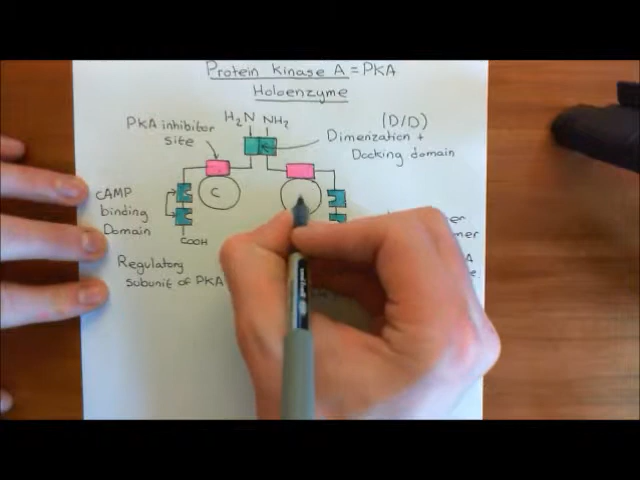 Protein kinase A = PKA
Holoenzyme
H₂N NH₂
PKA inhibitor
site
(D/D)
Dimerization +
Docking domain
cAMP
binding
Domain
C
COOH
Regulatory
subunit of PKA